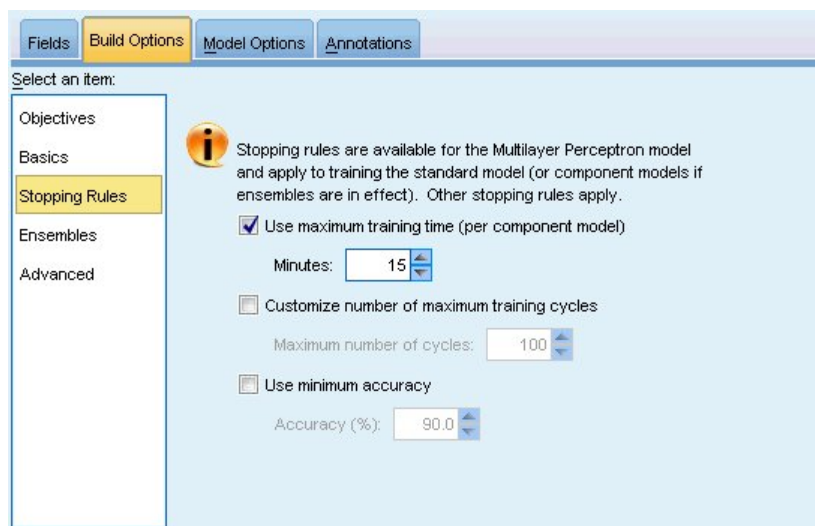 Fields Build Options Model Options Annotations
Select an item:
Objectives
Basics
Stopping Rules
Ensembles
Advanced
Stopping rules are available for the Multilayer Perceptron model
and apply to training the standard model (or component models if
ensembles are in effect). Other stopping rules apply.
Use maximum training time (per component model)
Minutes: 15
Customize number of maximum training cycles
Maximum number of cycles: 100
Use minimum accuracy
Accuracy (%): 90.0